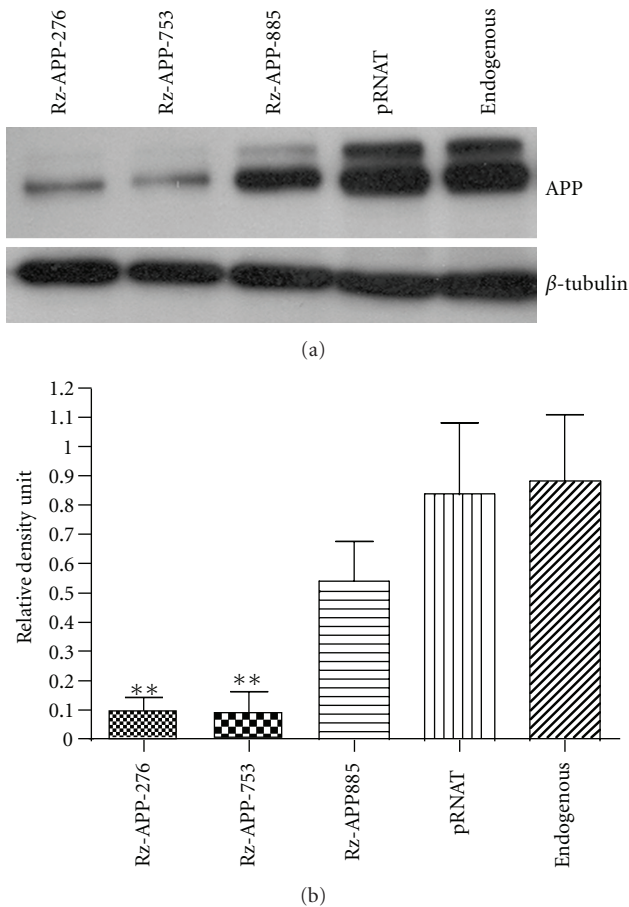 Rz-APP-276
Rz-APP-753
Rz-APP-885
pRNAT
Endogenous
APP
β-tubulin
(a)
1.2
1.1
1
0.9
0.8
0.7
0.6
0.5
0.4
0.3
0.2
0.1
0
Relative density unit
**
**
Rz-APP-276
Rz-APP-753
Rz-APP885
pRNAT
Endogenous
(b)